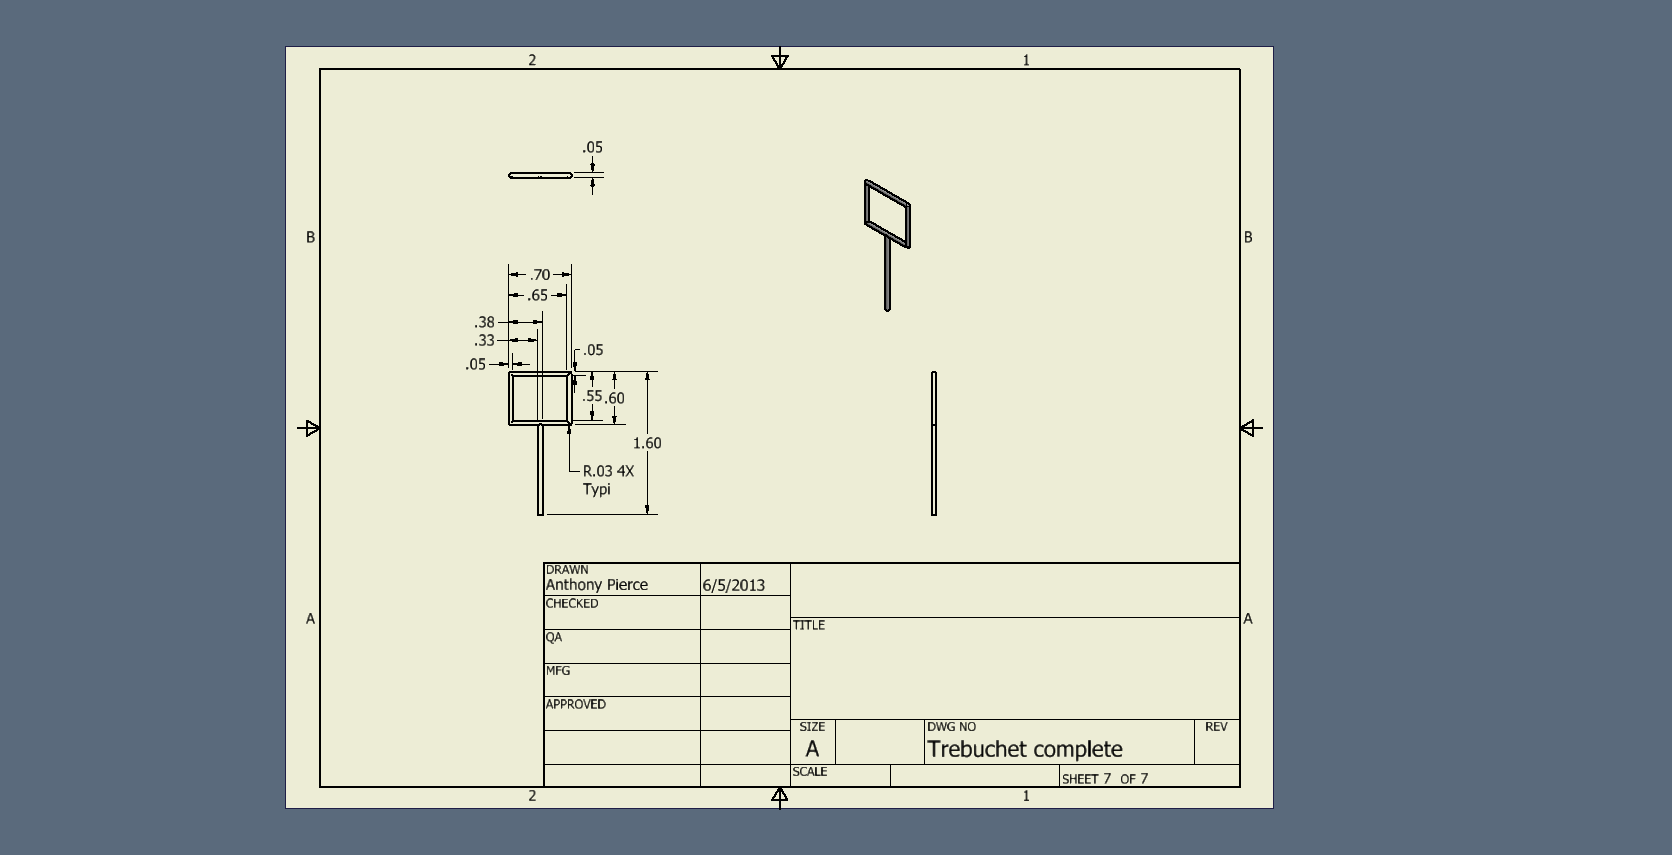 2 1
.05
B B
.70
.65
.38
.33
.05
.05
.55 .60
1.60
R.03 4X
Typi
DRAWN
Anthony Pierce 6/5/2013
CHECKED
A A
TITLE
QA
MFG
APPROVED
SIZE DWG NO REV
A Trebuchet complete
SCALE
SHEET 7 OF 7
2 1